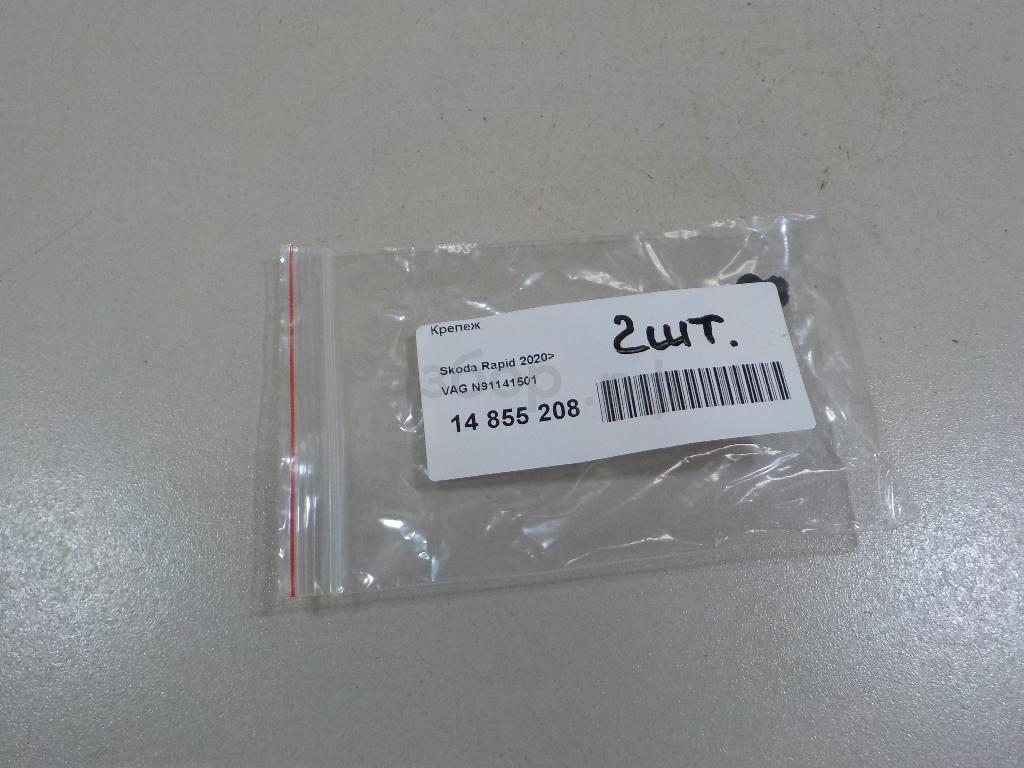 Крепеж
2шт.
Skoda Rapid 2020>
VAG N91141501
14 855 208